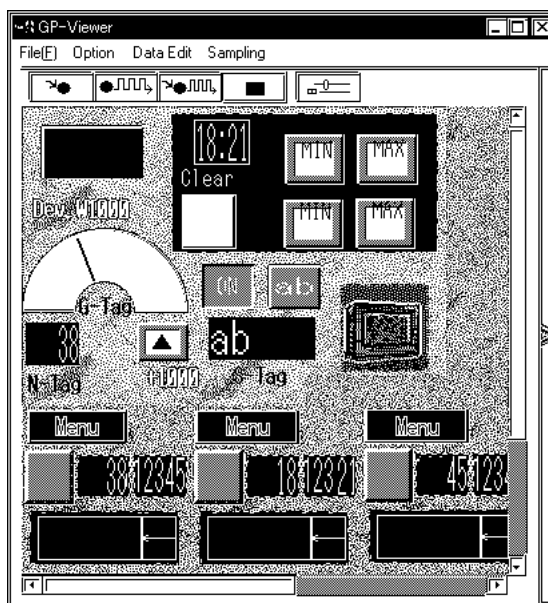 GP-Viewer
File(F) Option Data Edit Sampling
18:21
MIN MAX
Clear
MIN MAX
Dev:W1000
ON ab
G-Tag
38 ab
N-Tag +1000 S-Tag
Menu Menu Menu
38 12345 18 12321 45 1234